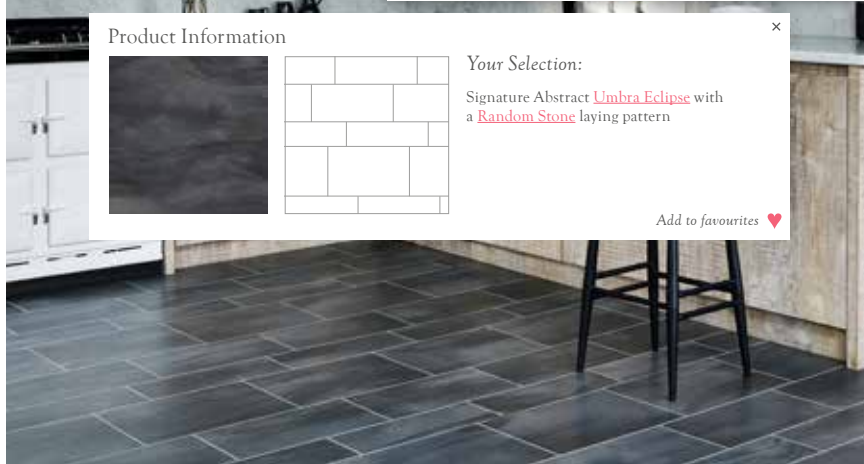 Product Information
Your Selection:
Signature Abstract Umbra Eclipse with
a Random Stone laying pattern
Add to favourites